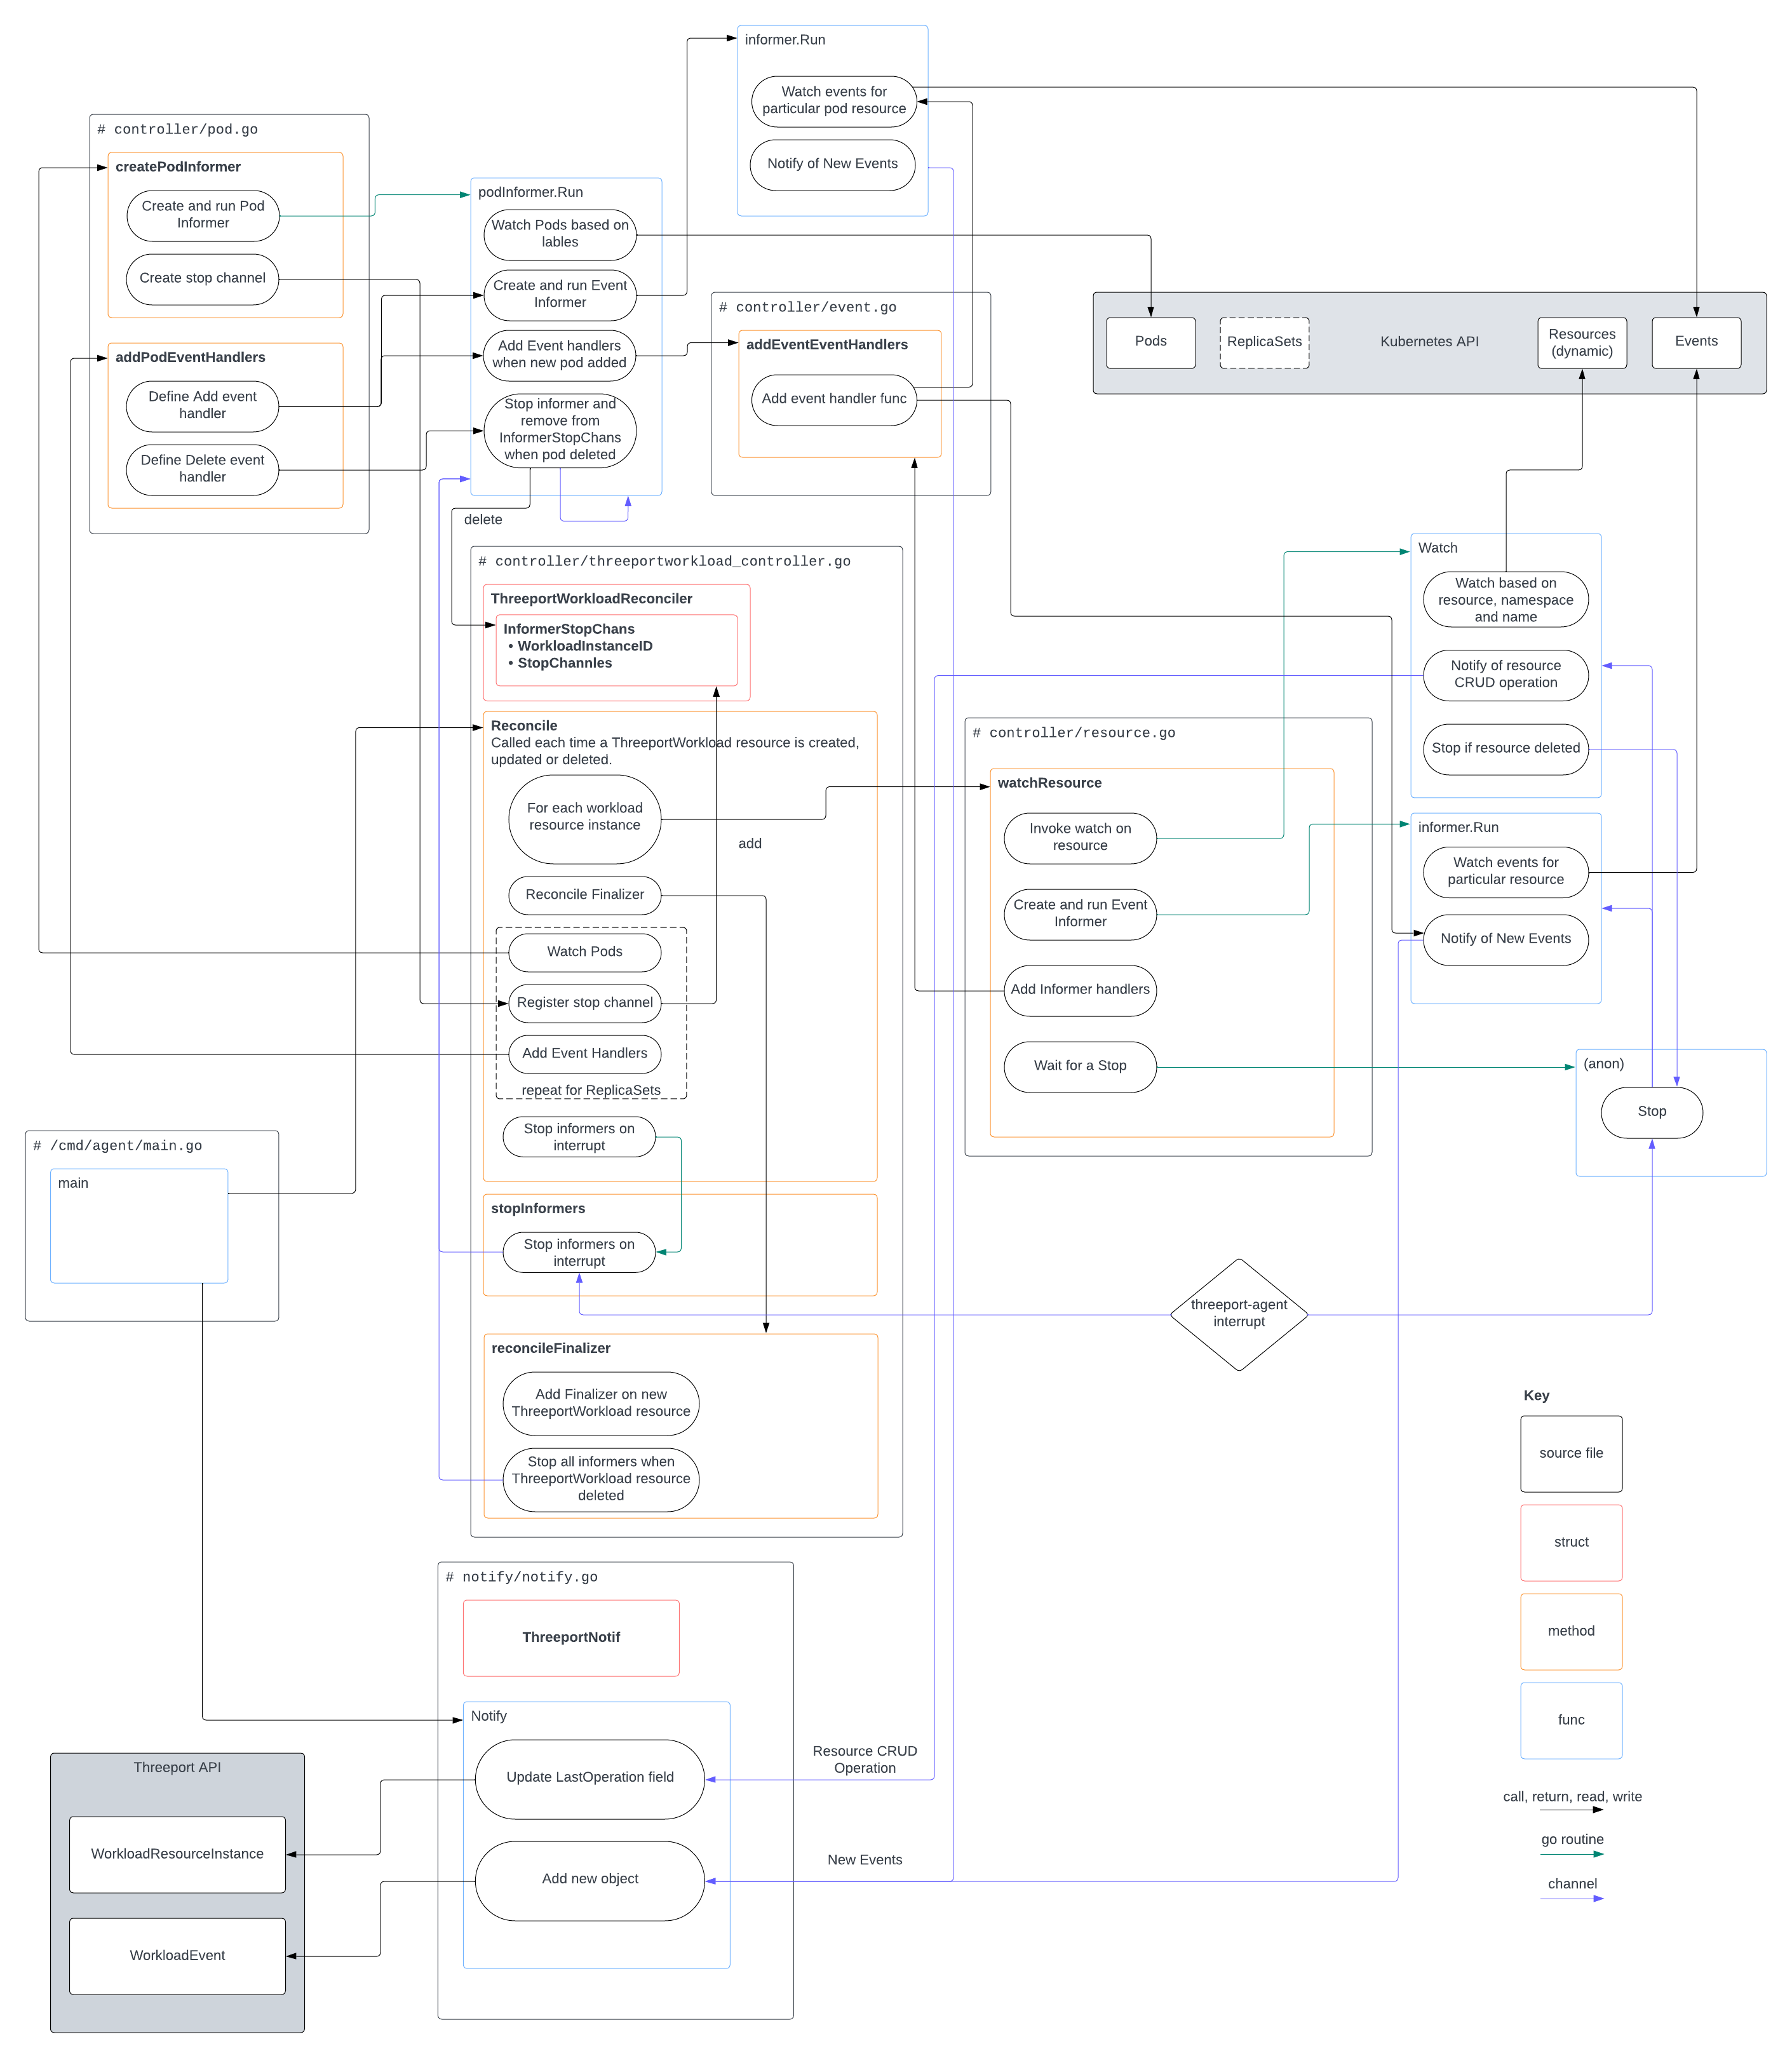 informer.Run
Watch events for
particular pod resource
Notify of New Events
# controller/pod.go
createPodInformer
Create and run Pod
Informer
Create stop channel
addPodEventHandlers
Define Add event
handler
Define Delete event
handler
podInformer.Run
Watch Pods based on
lables
Create and run Event
Informer
Add Event handlers
when new pod added
Stop informer and
remove from
InformerStopChans
when pod deleted
delete
# controller/event.go
addEventEventHandlers
Add event handler func
Pods
ReplicaSets
Kubernetes API
Resources
(dynamic)
Events
# controller/threeportworkload_controller.go
ThreeportWorkloadReconciler
InformerStopChans
• WorkloadInstanceID
• StopChannles
Reconcile
Called each time a ThreeportWorkload resource is created,
updated or deleted.
For each workload
resource instance
add
Reconcile Finalizer
Watch Pods
Register stop channel
Add Event Handlers
repeat for ReplicaSets
Stop informers on
interrupt
stopInformers
Stop informers on
interrupt
reconcileFinalizer
Add Finalizer on new
ThreeportWorkload resource
Stop all informers when
ThreeportWorkload resource
deleted
Watch
Watch based on
resource, namespace
and name
Notify of resource
CRUD operation
Stop if resource deleted
# controller/resource.go
watchResource
Invoke watch on
resource
Create and run Event
Informer
Add Informer handlers
Wait for a Stop
informer.Run
Watch events for
particular resource
Notify of New Events
(anon)
Stop
# /cmd/agent/main.go
main
threeport-agent
interrupt
# notify/notify.go
ThreeportNotif
Notify
Update LastOperation field
Add new object
Resource CRUD
Operation
New Events
Threeport API
WorkloadResourceInstance
WorkloadEvent
Key
source file
struct
method
func
call, return, read, write
go routine
channel